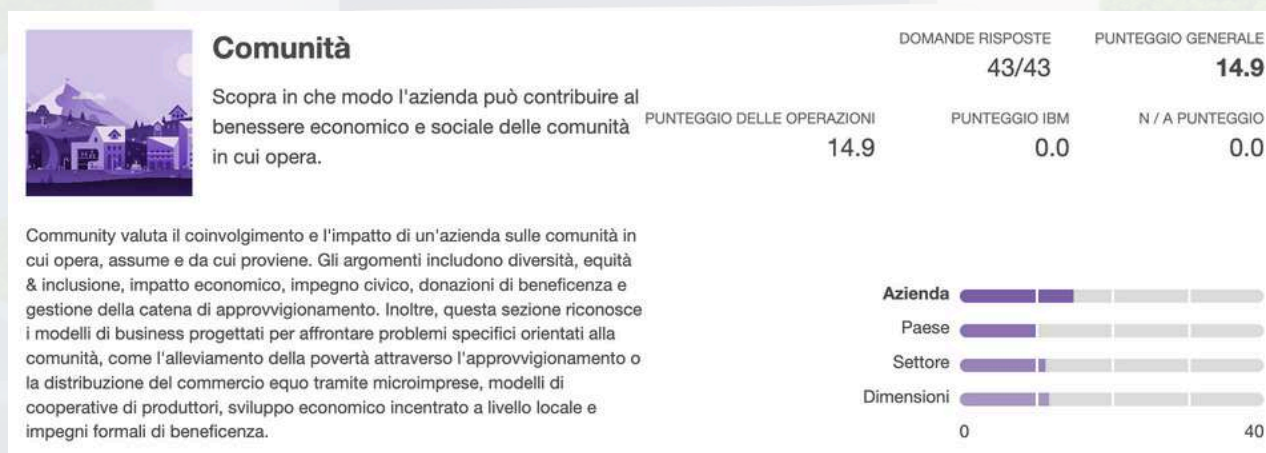 Comunità
Scopra in che modo l'azienda può contribuire al
benessere economico e sociale delle comunità
in cui opera.
DOMANDE RISPOSTE
43/43
PUNTEGGIO GENERALE
14.9
PUNTEGGIO DELLE OPERAZIONI
14.9
PUNTEGGIO IBM
0.0
N / A PUNTEGGIO
0.0
Community valuta il coinvolgimento e l'impatto di un'azienda sulle comunità in
cui opera, assume e da cui proviene. Gli argomenti includono diversità, equità
& inclusione, impatto economico, impegno civico, donazioni di beneficenza e
gestione della catena di approvvigionamento. Inoltre, questa sezione riconosce
i modelli di business progettati per affrontare problemi specifici orientati alla
comunità, come l'alleviamento della povertà attraverso l'approvvigionamento o
la distribuzione del commercio equo tramite microimprese, modelli di
cooperative di produttori, sviluppo economico incentrato a livello locale e
impegni formali di beneficenza.
Azienda
Paese
Settore
Dimensioni
0
40